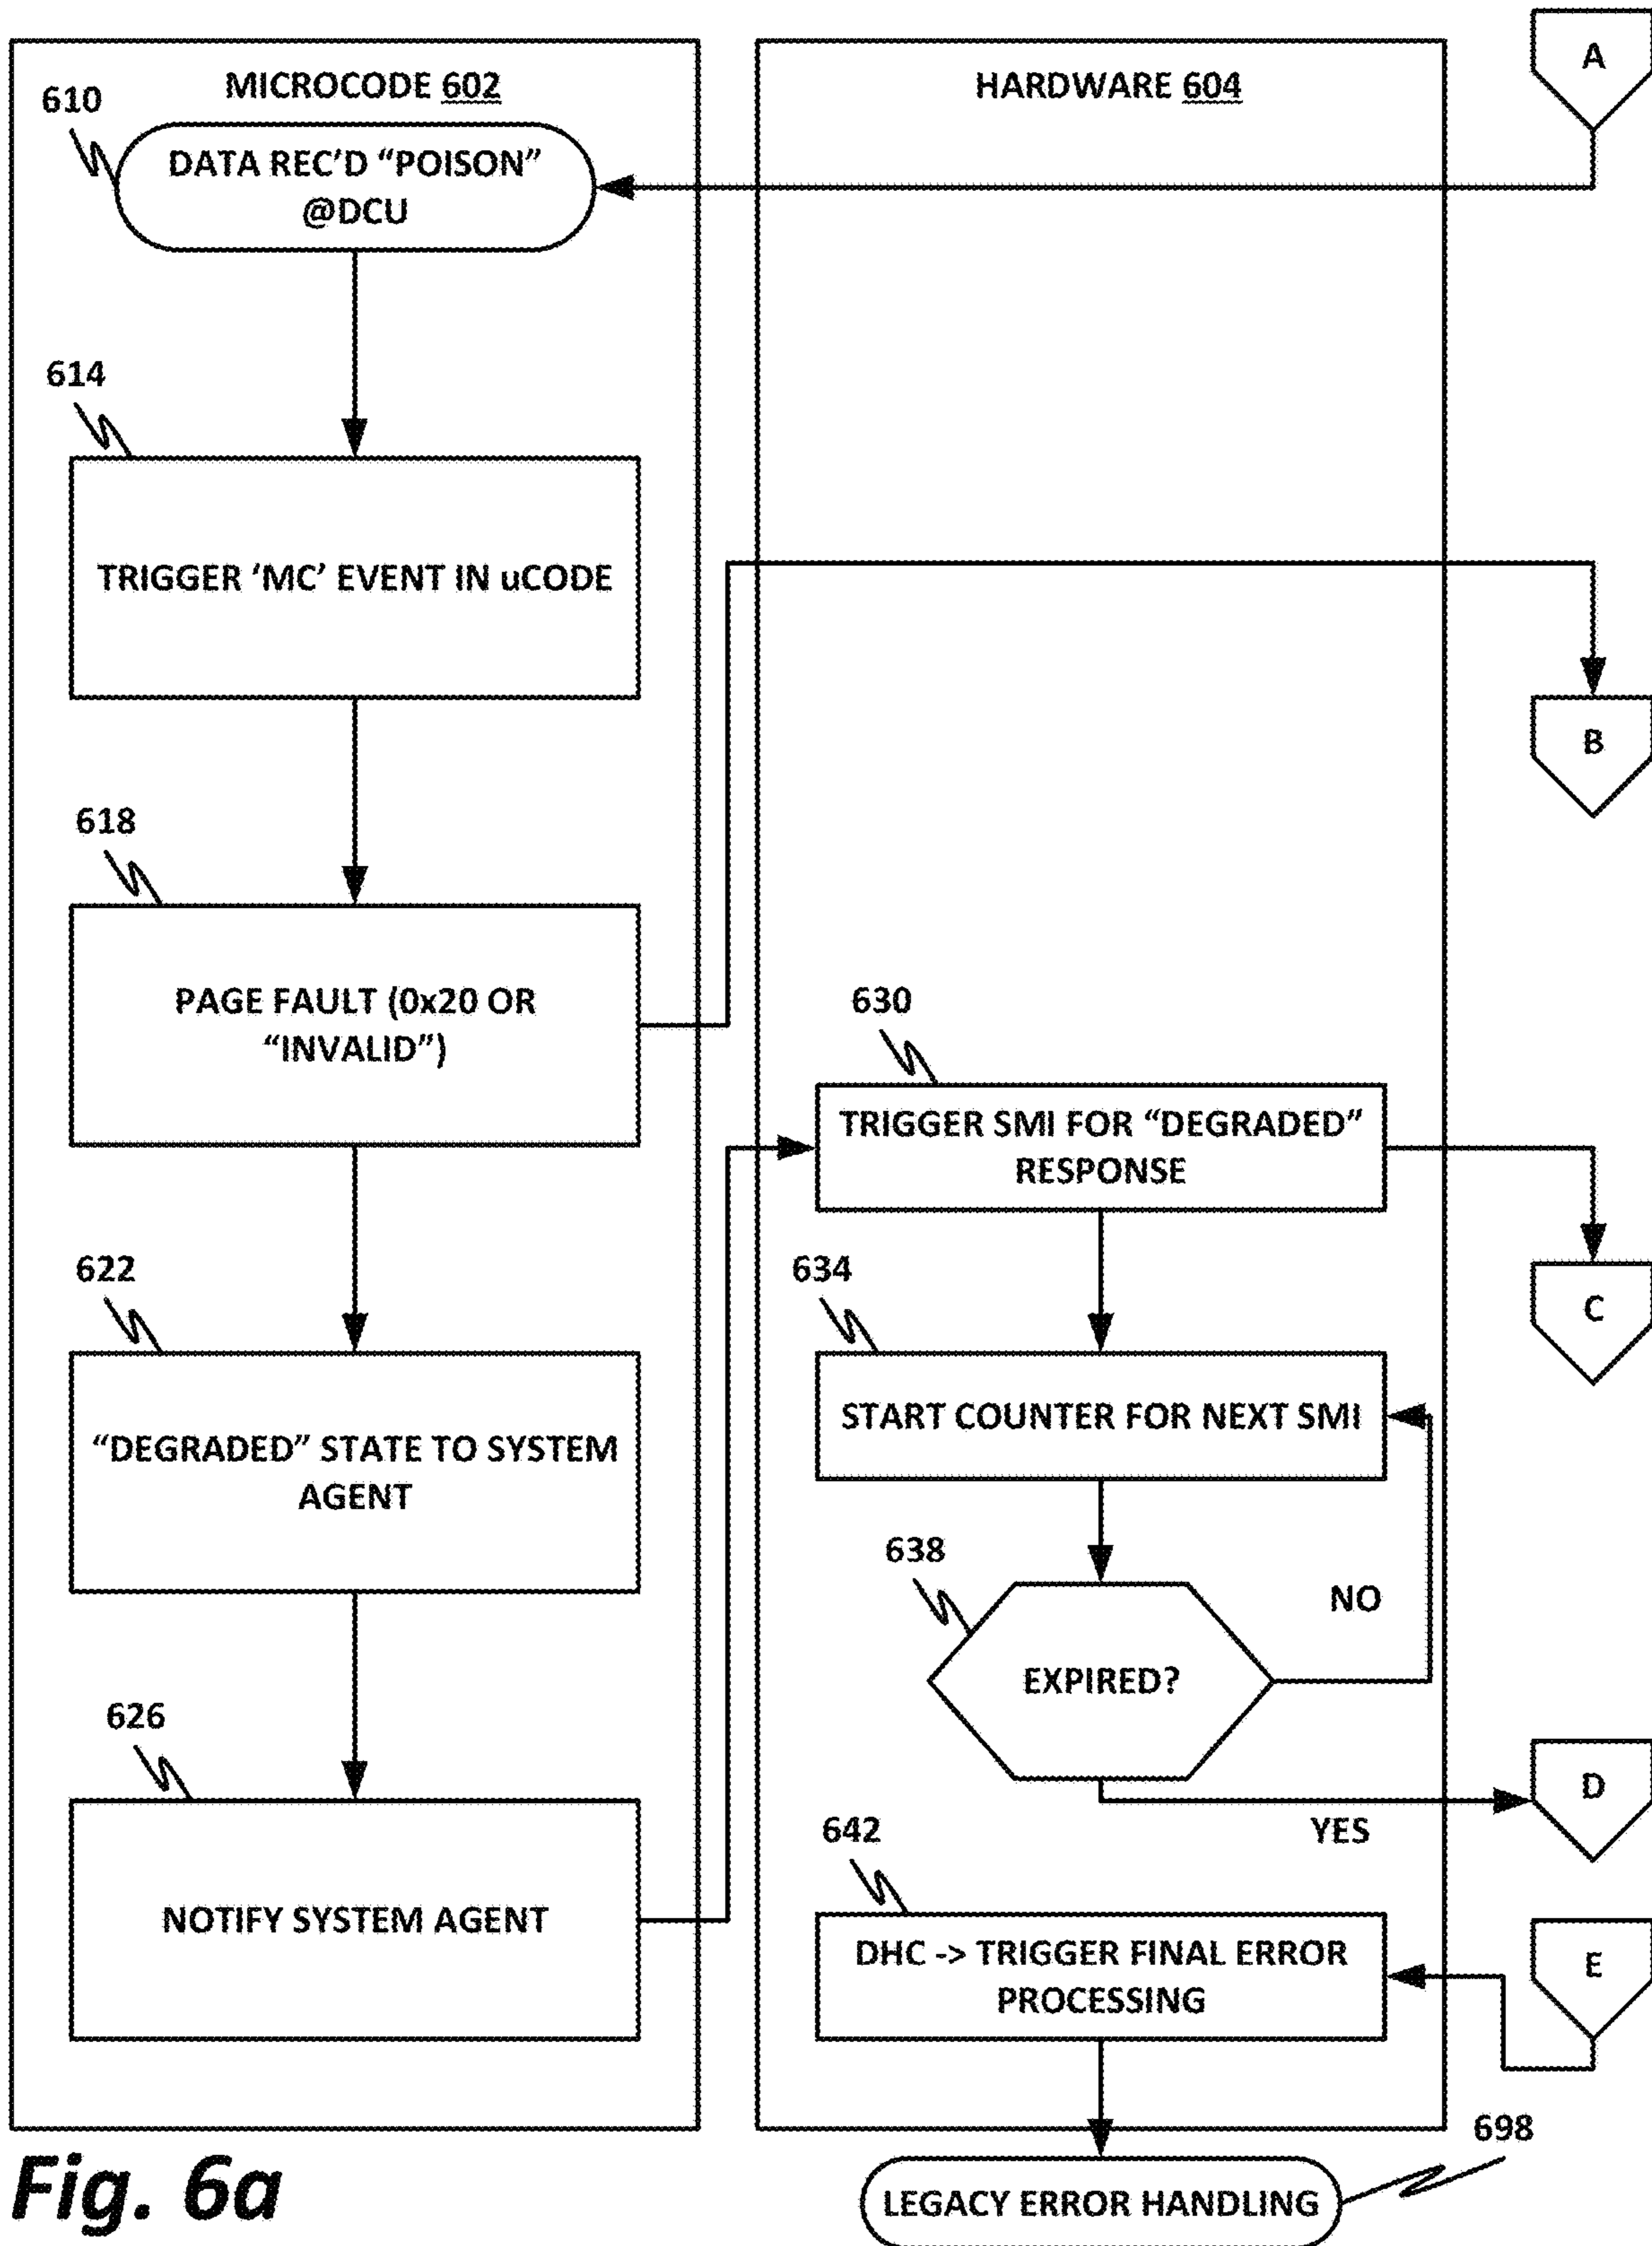 MICROCODE 602
610
DATA REC'D “POISON”
@DCU
614
TRIGGER ‘MC’ EVENT IN uCODE
618
PAGE FAULT (0x20 OR
“INVALID”)
622
“DEGRADED” STATE TO SYSTEM
AGENT
626
NOTIFY SYSTEM AGENT
HARDWARE 604
630
TRIGGER SMI FOR “DEGRADED”
RESPONSE
634
START COUNTER FOR NEXT SMI
638
EXPIRED?
NO
YES
642
DHC -> TRIGGER FINAL ERROR
PROCESSING
698
LEGACY ERROR HANDLING
A
B
C
D
E
Fig. 6a